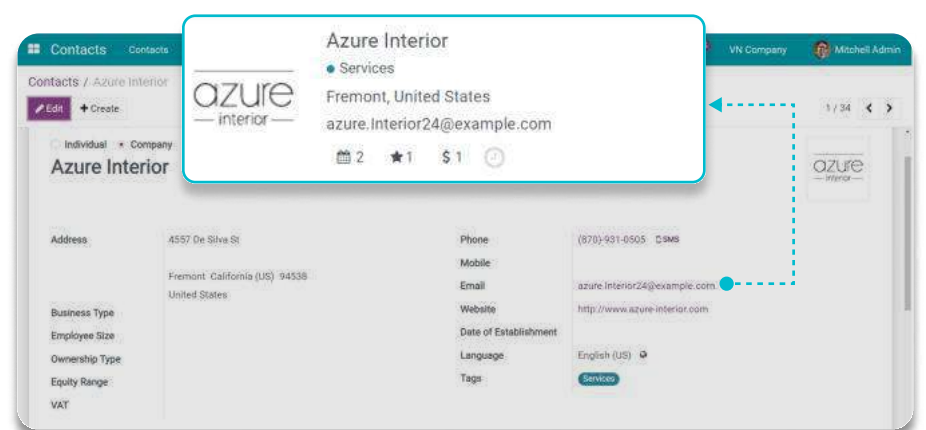 Contacts Contacts
VN Company Mitchell Admin
Contacts / Azure Interior
Edit + Create
1 / 34
Azure Interior
Services
Fremont, United States
azure.Interior24@example.com
2 1 $ 1
azure
interior
Individual Company
Azure Interior
azure
interior
Address 4557 De Silva St
Fremont California (US) 94538
United States
Business Type
Employee Size
Ownership Type
Equity Range
VAT
Phone (870)-931-0505 SMS
Mobile
Email azure.Interior24@example.com
Website http://www.azure-interior.com
Date of Establishment
Language English (US)
Tags Services